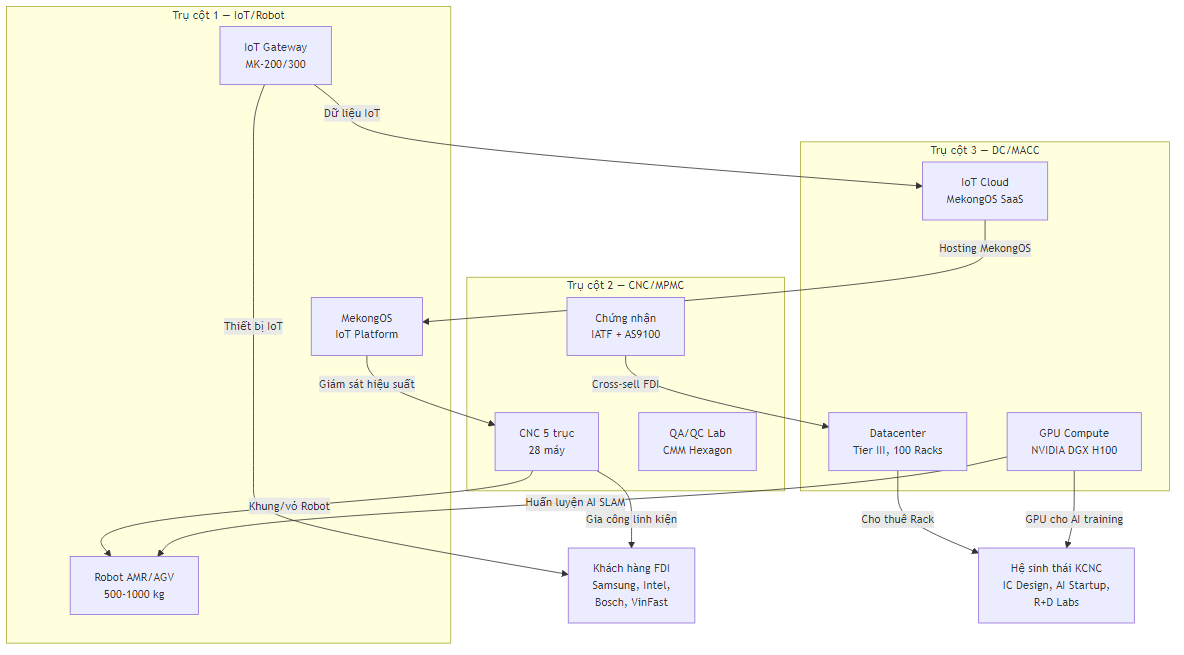 Trụ cột 1 — IoT/Robot
IoT Gateway
MK-200/300
Dữ liệu IoT
Trụ cột 3 — DC/MACC
IoT Cloud
MekongOS SaaS
Hosting MekongOS
Trụ cột 2 — CNC/MPMC
Thiết bị IoT
MekongOS
IoT Platform
Chứng nhận
IATF + AS9100
Giám sát hiệu suất
Cross-sell FDI
CNC 5 trục
28 máy
QA/QC Lab
CMM Hexagon
Datacenter
Tier III, 100 Racks
GPU Compute
NVIDIA DGX H100
Khung/vỏ Robot
Huấn luyện AI SLAM
Gia công linh kiện
Cho thuê Rack
GPU cho AI training
Robot AMR/AGV
500-1000 kg
Khách hàng FDI
Samsung, Intel,
Bosch, VinFast
Hệ sinh thái KCNC
IC Design, AI Startup,
R+D Labs